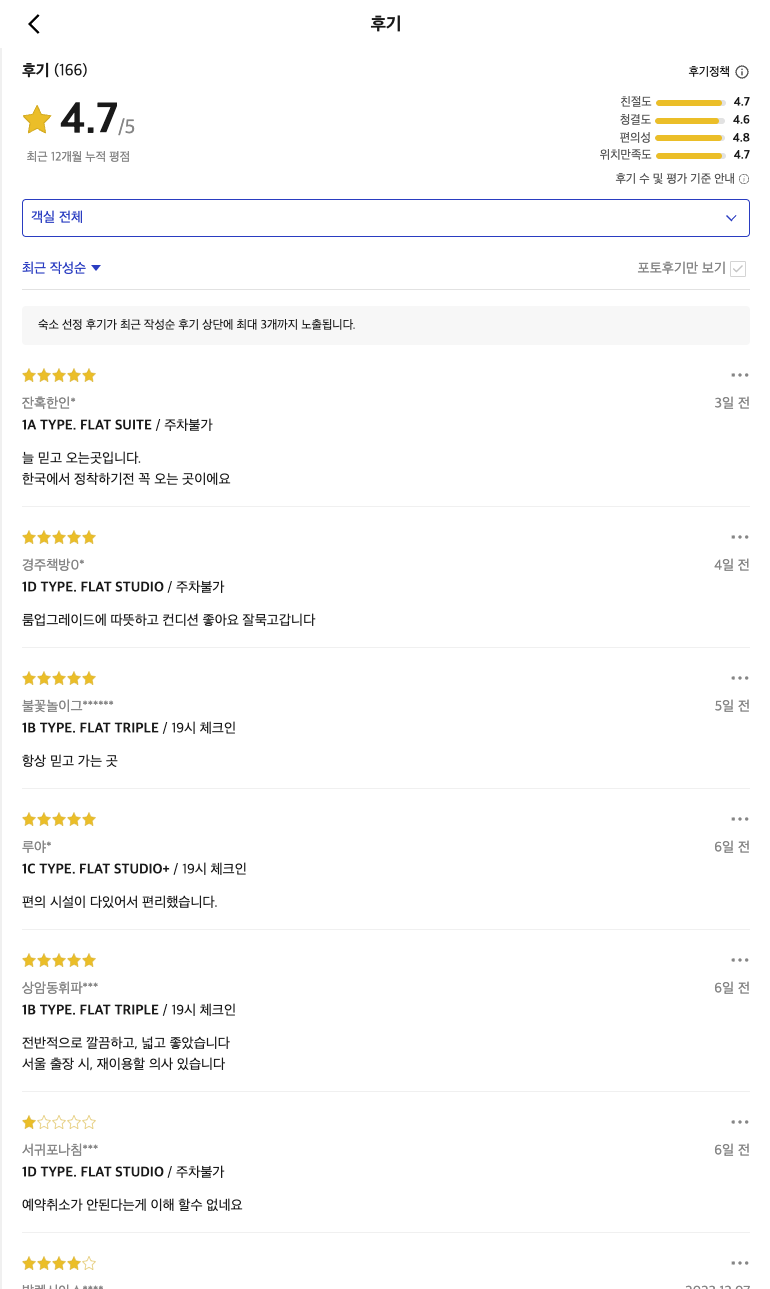 후기
후기 (166)
후기정책
4.7/5
최근 12개월 누적 평점
친절도 4.7
청결도 4.6
편의성 4.8
위치만족도 4.7
후기 수 및 평가 기준 안내
객실 전체
최근 작성순
포토후기만 보기
숙소 선정 후기가 최근 작성순 후기 상단에 최대 3개까지 노출됩니다.
잔혹한인* 3일 전
1A TYPE. FLAT SUITE / 주차불가
늘 믿고 오는곳입니다.
한국에서 정착하기전 꼭 오는 곳이에요
경주책방0* 4일 전
1D TYPE. FLAT STUDIO / 주차불가
룸업그레이드에 따뜻하고 컨디션 좋아요 잘묵고갑니다
불꽃놀이그****** 5일 전
1B TYPE. FLAT TRIPLE / 19시 체크인
항상 믿고 가는 곳
루야* 6일 전
1C TYPE. FLAT STUDIO+ / 19시 체크인
편의 시설이 다있어서 편리했습니다.
상암동휘파*** 6일 전
1B TYPE. FLAT TRIPLE / 19시 체크인
전반적으로 깔끔하고, 넓고 좋았습니다
서울 출장 시, 재이용할 의사 있습니다
서귀포나침*** 6일 전
1D TYPE. FLAT STUDIO / 주차불가
예약취소가 안된다는게 이해 할수 없네요